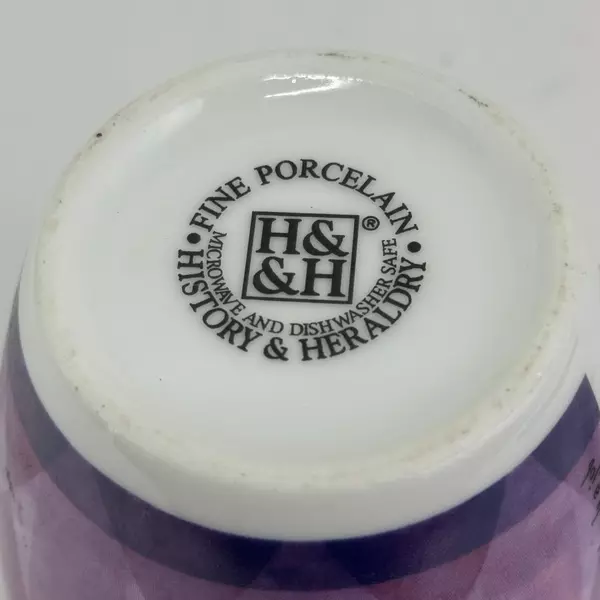 • FINE PORCELAIN •
H&
&H
®
MICROWAVE AND DISHWASHER SAFE
HISTORY & HERALDRY